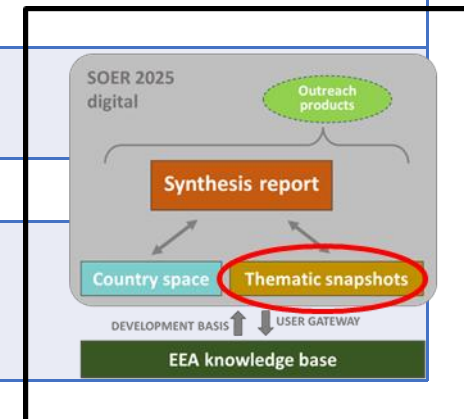 SOER 2025
digital
Outreach
products
Synthesis report
Country space
Thematic snapshots
DEVELOPMENT BASIS
USER GATEWAY
EEA knowledge base